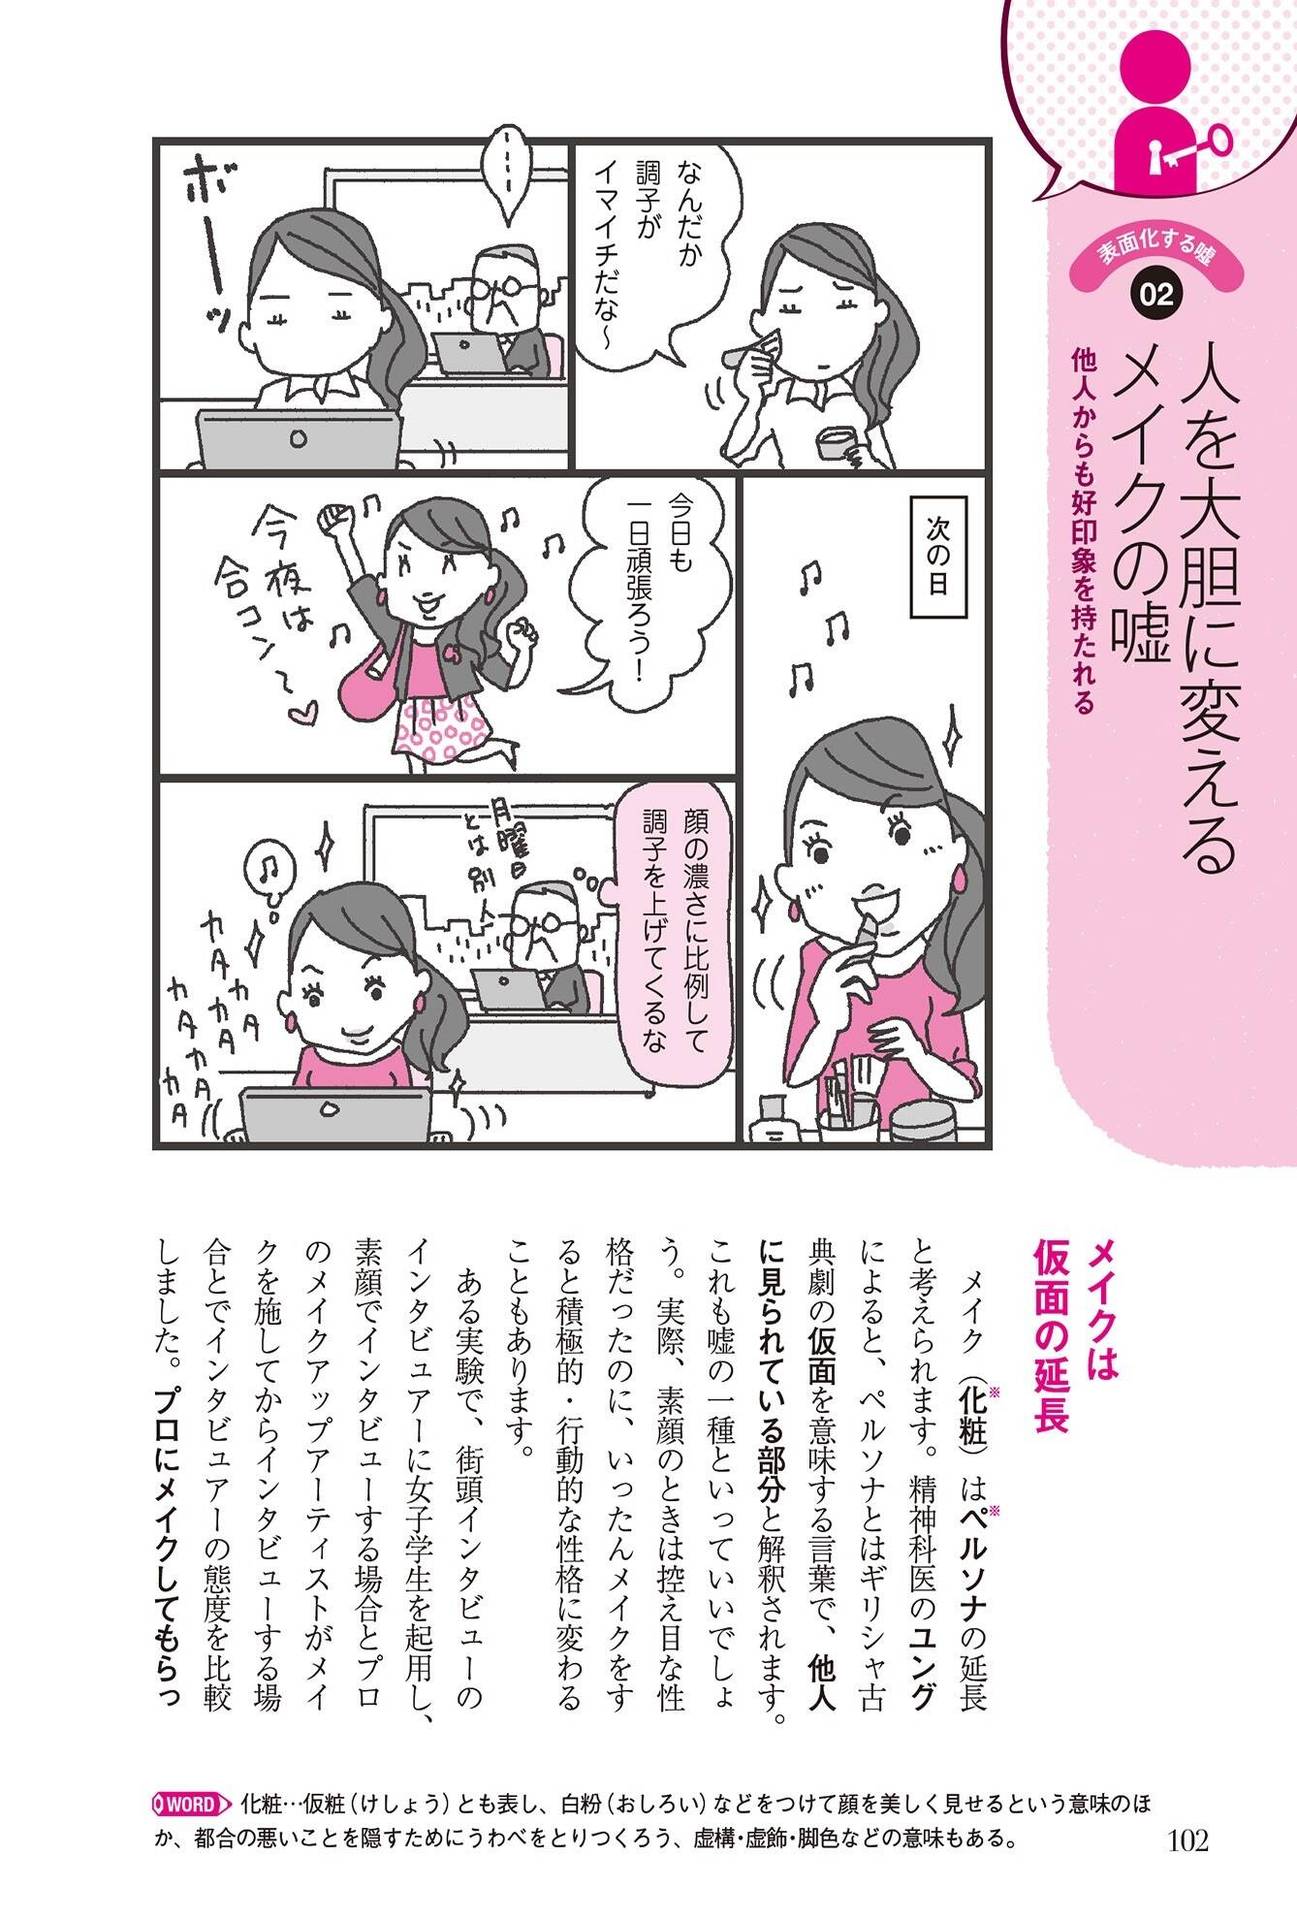 表面化する嘘
02
人を大胆に変える
メイクの嘘
他人からも好印象を持たれる
なんだか
調子が
イマイチだな〜
……
ボーッ
次の日
今日も
一日頑張ろう！
今夜は
合コン〜♡
顔の濃さに比例して
調子を上げてくるな
月曜日
とは別人
カタカタカタ
カタカタカタ
メイクは
仮面の延長
メイク（化粧※）はペルソナ※の延長
と考えられます。精神科医のユング
によると、ペルソナとはギリシャ古
典劇の仮面を意味する言葉で、他人
に見られている部分と解釈されます。
これも嘘の一種といっていいでしょ
う。実際、素顔のときは控え目な性
格だったのに、いったんメイクをす
ると積極的・行動的な性格に変わる
こともあります。
ある実験で、街頭インタビューの
インタビュアーに女子学生を起用し、
素顔でインタビューする場合とプロ
のメイクアップアーティストがメイ
クを施してからインタビューする場
合とでインタビュアーの態度を比較
しました。プロにメイクしてもらっ
WORD 化粧…仮粧（けしょう）とも表し、白粉（おしろい）などをつけて顔を美しく見せるという意味のほ
か、都合の悪いことを隠すためにうわべをとりつくろう、虚構・虚飾・脚色などの意味もある。
102